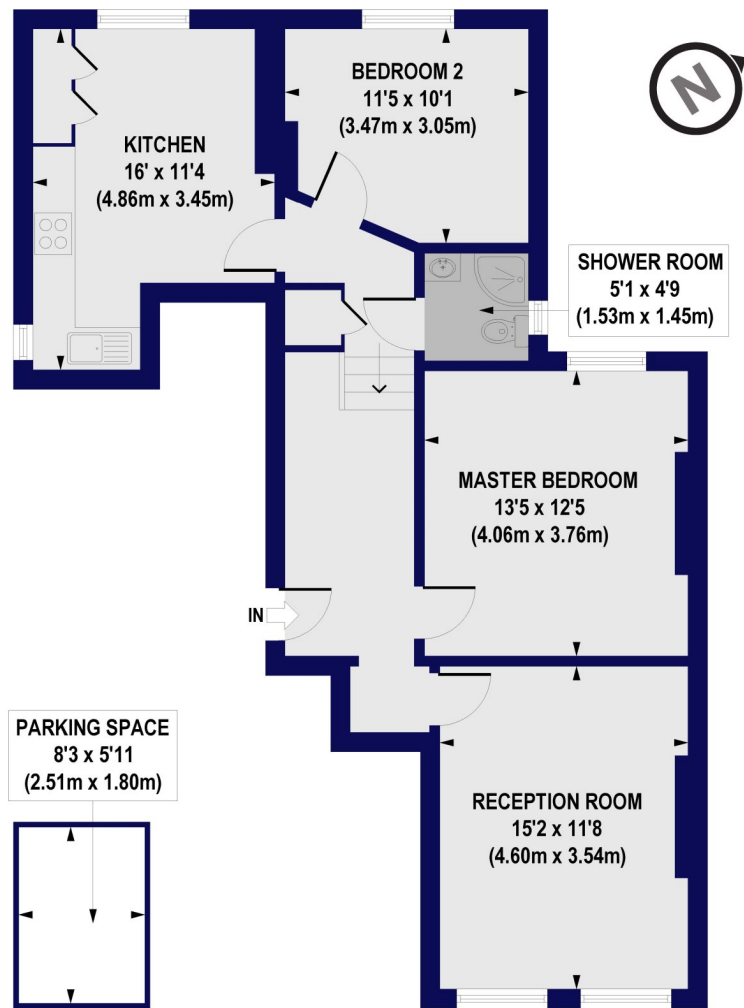 BEDROOM 2
11'5 x 10'1
(3.47m x 3.05m)
N
KITCHEN
16' x 11'4
(4.86m x 3.45m)
SHOWER ROOM
5'1 x 4'9
(1.53m x 1.45m)
MASTER BEDROOM
13'5 x 12'5
(4.06m x 3.76m)
IN
PARKING SPACE
8'3 x 5'11
(2.51m x 1.80m)
RECEPTION ROOM
15'2 x 11'8
(4.60m x 3.54m)